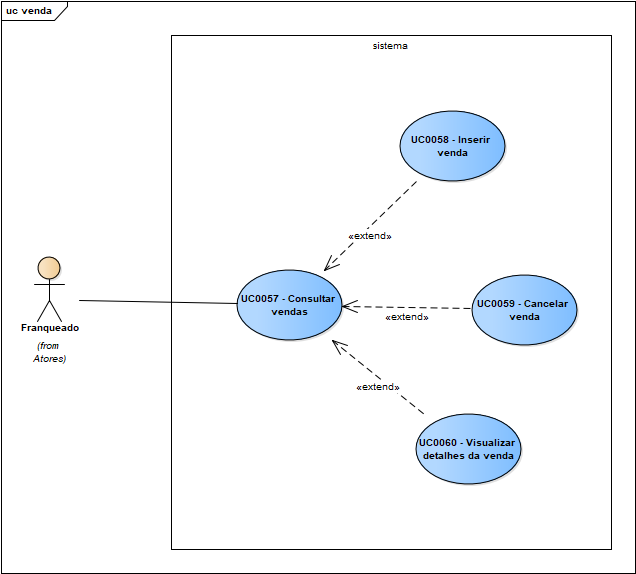 uc venda
sistema
UC0058 - Inserir
venda
«extend»
UC0057 - Consultar
vendas
UC0059 - Cancelar
venda
«extend»
Franqueado
(from
Atores)
«extend»
UC0060 - Visualizar
detalhes da venda